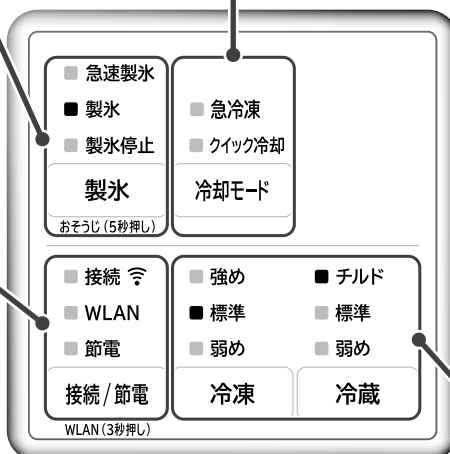 急速製氷
製氷
製氷停止
製氷
おそうじ(5秒押し)
急冷凍
クイック冷却
冷却モード
接続
WLAN
節電
接続/節電
WLAN(3秒押し)
強め
標準
弱め
冷凍
チルド
標準
弱め
冷蔵